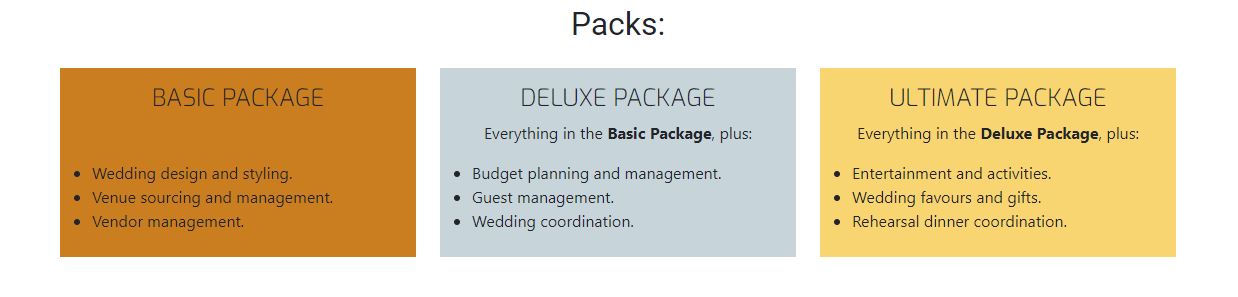 Packs:
BASIC PACKAGE
• Wedding design and styling.
• Venue sourcing and management.
• Vendor management.
DELUXE PACKAGE
Everything in the Basic Package, plus:
• Budget planning and management.
• Guest management.
• Wedding coordination.
ULTIMATE PACKAGE
Everything in the Deluxe Package, plus:
• Entertainment and activities.
• Wedding favours and gifts.
• Rehearsal dinner coordination.